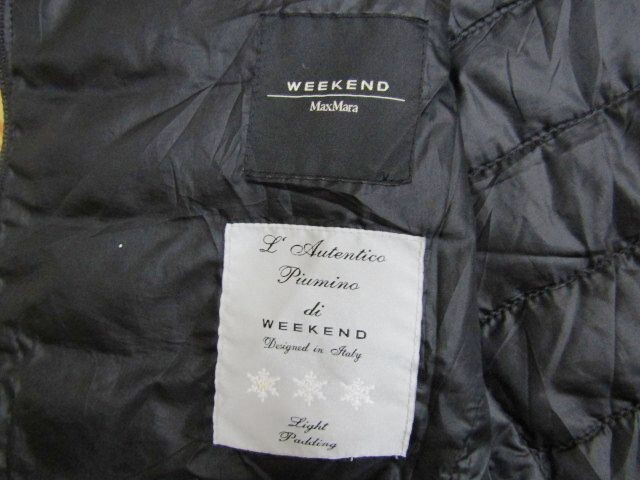 WEEKEND
MaxMara
L' Autentico
Piumino
di
WEEKEND
Designed in Italy
Light
Padding